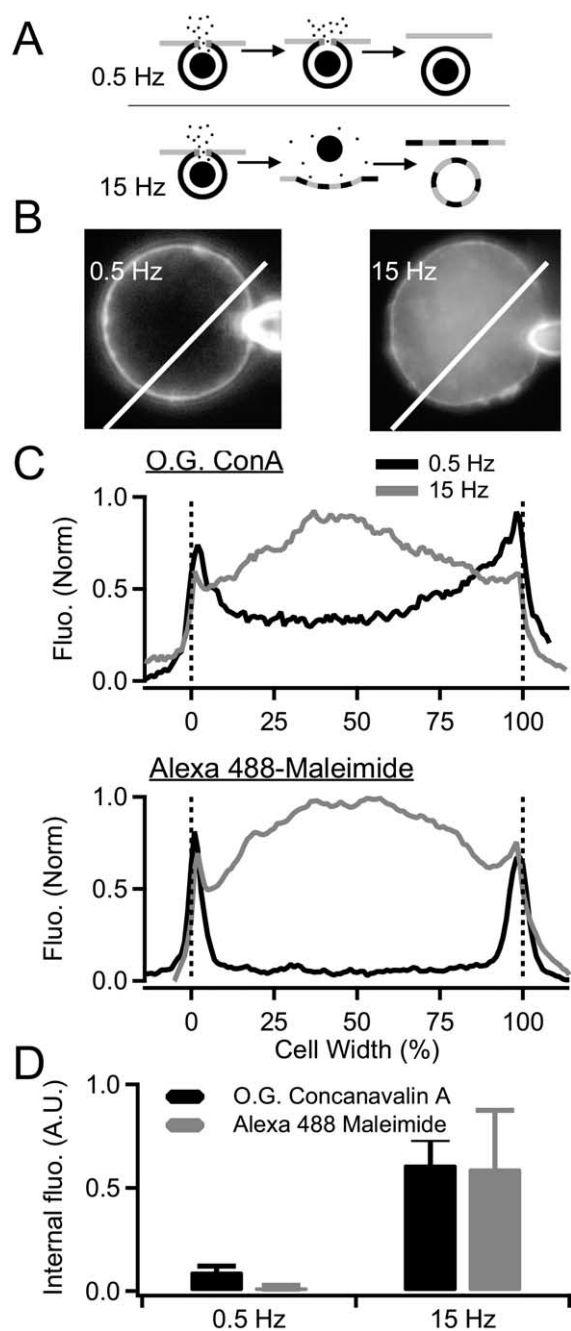 A
0.5 Hz
15 Hz
B
0.5 Hz
15 Hz
C
O.G. ConA
0.5 Hz
15 Hz
Fluo. (Norm)
1.0
0.5
0.0
0 25 50 75 100
Alexa 488-Maleimide
Fluo. (Norm)
1.0
0.5
0.0
0 25 50 75 100
Cell Width (%)
D
Internal fluo. (A.U.)
1.0
0.5
0.0
O.G. Concanavalin A
Alexa 488 Maleimide
0.5 Hz 15 Hz